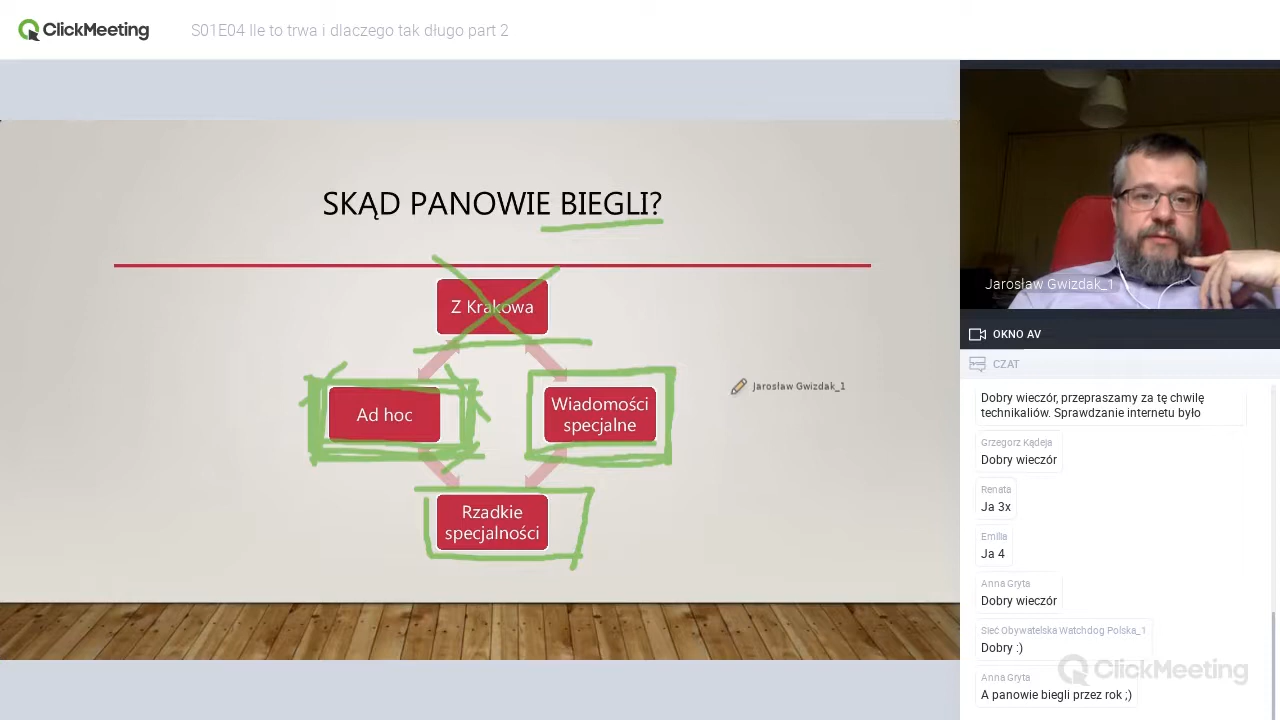 ClickMeeting
S01E04 Ile to trwa i dlaczego tak długo part 2
SKĄD PANOWIE BIEGLI?
Z Krakowa
Ad hoc
Wiadomości
specjalne
Rzadkie
specjalności
Jarosław Gwizdak_1
Jarosław Gwizdak_1
OKNO AV
CZAT
Dobry wieczór, przepraszamy za tę chwilę
technikaliów. Sprawdzanie internetu było
Grzegorz Kądeja
Dobry wieczór
Renata
Ja 3x
Emilia
Ja 4
Anna Gryta
Dobry wieczór
Sieć Obywatelska Watchdog Polska_1
Dobry :)
Anna Gryta
A panowie biegli przez rok ;)
ClickMeeting